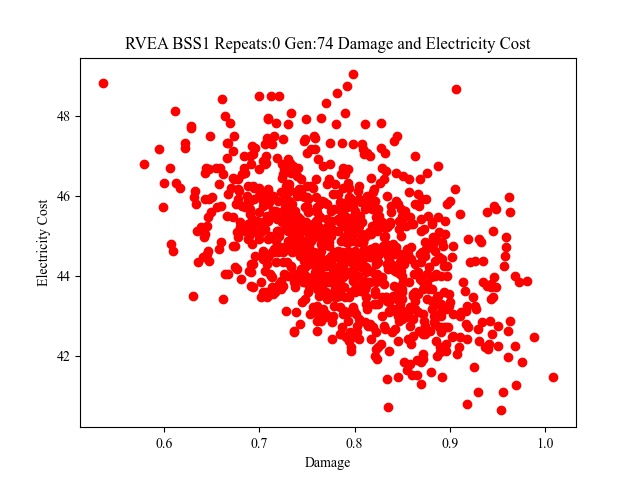 RVEA BSS1 Repeats:0 Gen:74 Damage and Electricity Cost
48
46
44
42
Electricity Cost
0.6 0.7 0.8 0.9 1.0
Damage